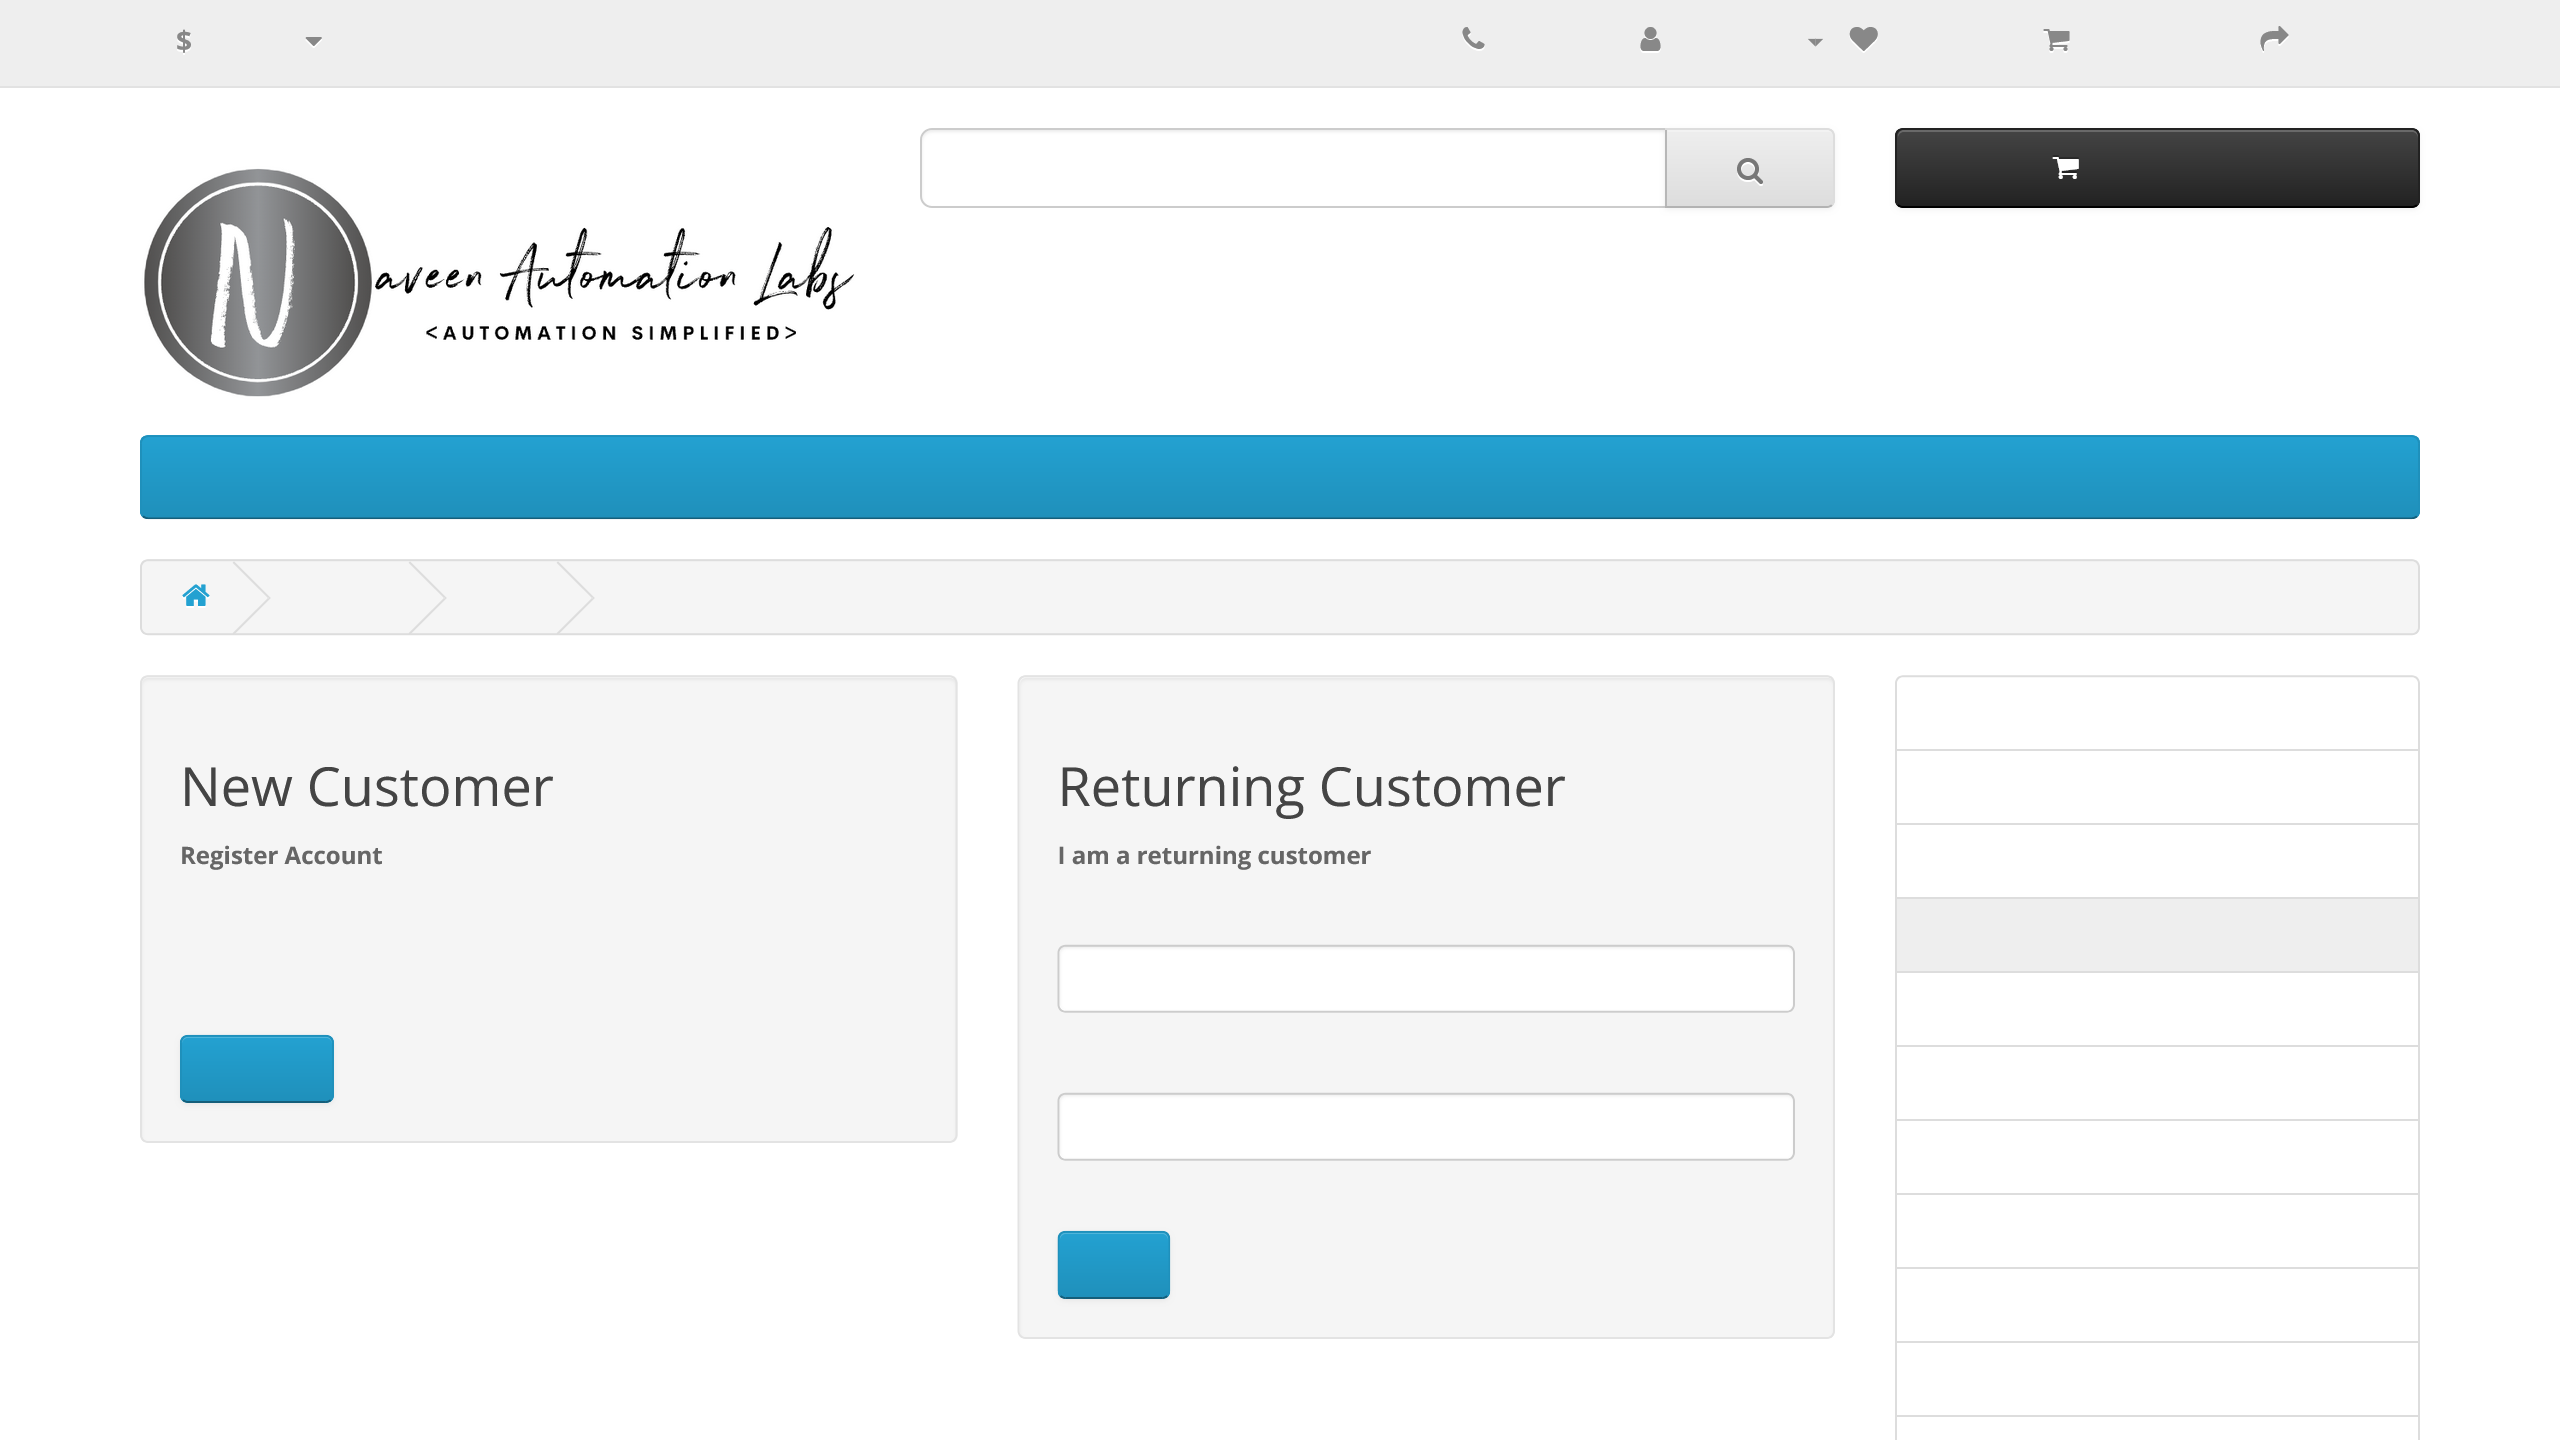 $
Naveen Automation Labs
<AUTOMATION SIMPLIFIED>
New Customer
Register Account
Returning Customer
I am a returning customer